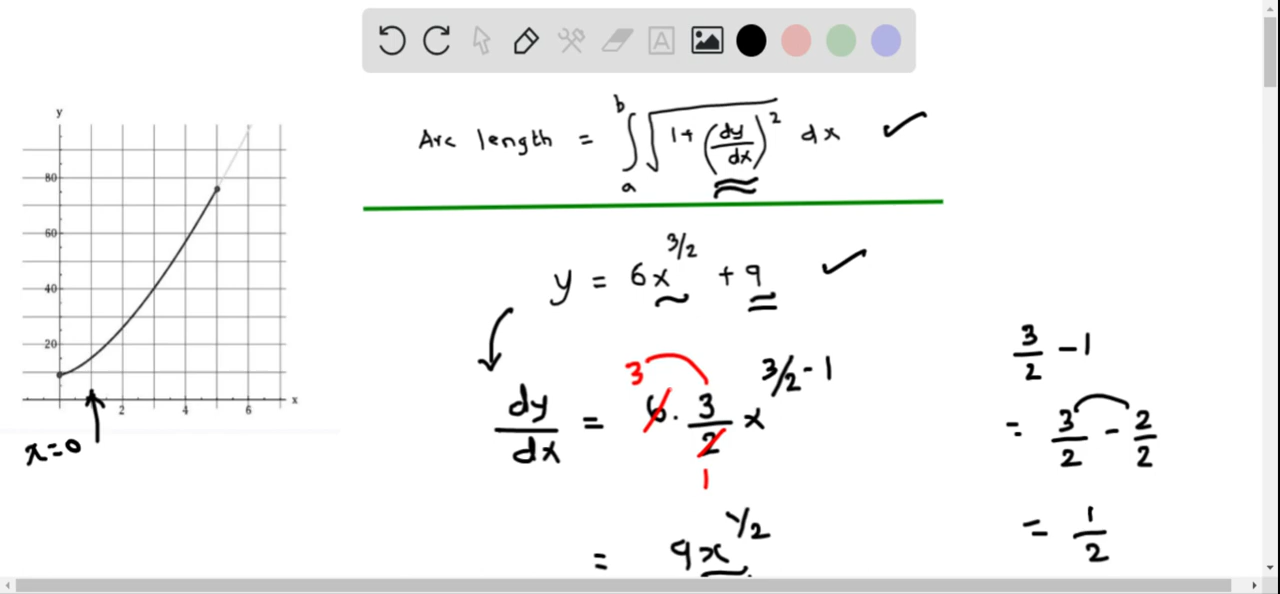 A
Arc length = ∫ₐᵇ √(1+ (dy/dx)²) dx ✓
y = 6x^(3/2) + 9 ✓
dy/dx = 6 · 3/2 x^(3/2 - 1)
3
1
= 9x^(1/2)
3/2 - 1
= 3/2 - 2/2
= 1/2
y
80
60
40
20
2 4 6 x
x=0